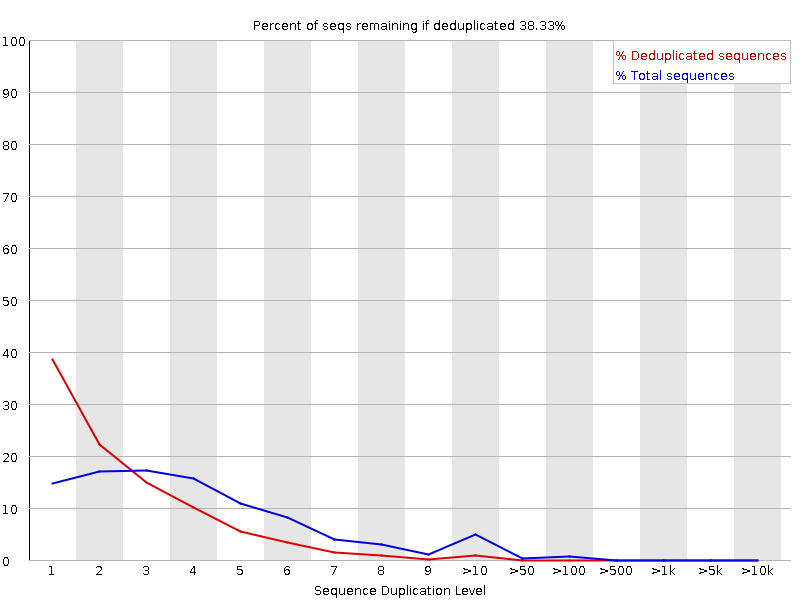 Percent of seqs remaining if deduplicated 38.33%
% Deduplicated sequences
% Total sequences
100
90
80
70
60
50
40
30
20
10
0
1 2 3 4 5 6 7 8 9 >10 >50 >100 >500 >1k >5k >10k
Sequence Duplication Level